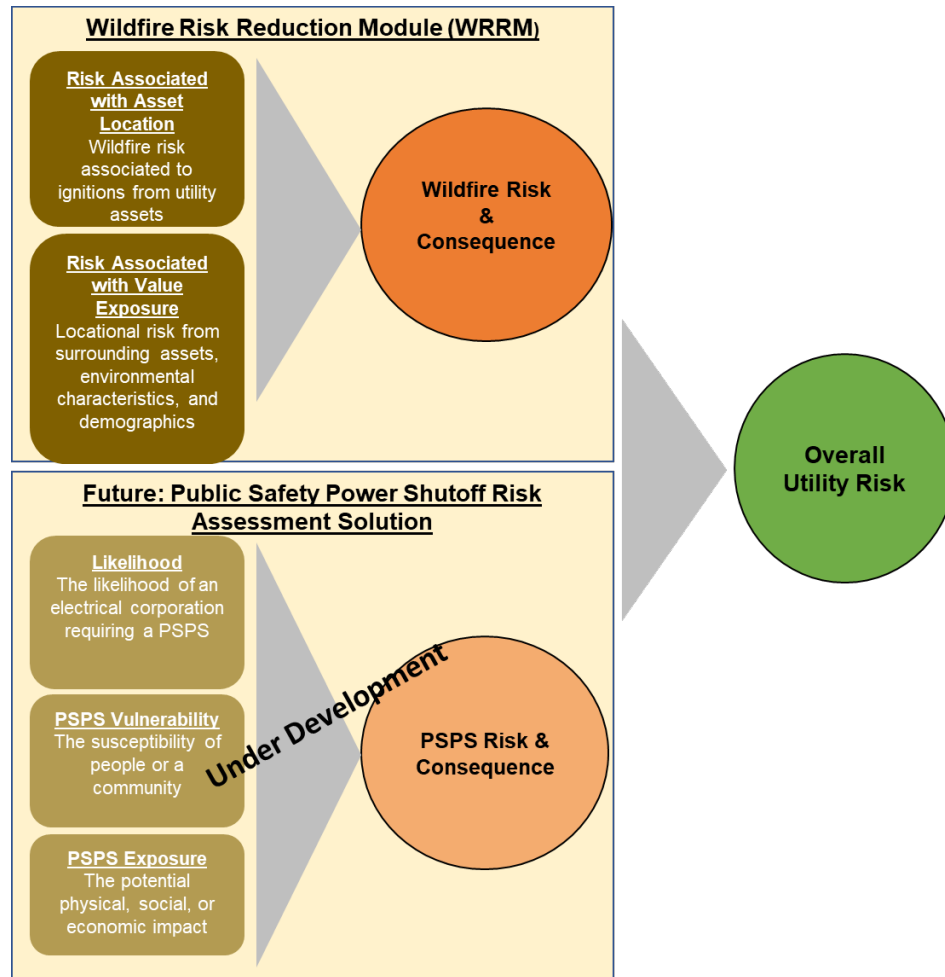 Wildfire Risk Reduction Module (WRRM)
Risk Associated
with Asset
Location
Wildfire risk
associated to
ignitions from utility
assets
Risk Associated
with Value
Exposure
Locational risk from
surrounding assets,
environmental
characteristics, and
demographics
Wildfire Risk
&
Consequence
Future: Public Safety Power Shutoff Risk
Assessment Solution
Likelihood
The likelihood of an
electrical corporation
requiring a PSPS
PSPS Vulnerability
The susceptibility of
people or a
community
PSPS Exposure
The potential
physical, social, or
economic impact
Under Development
PSPS Risk &
Consequence
Overall
Utility Risk